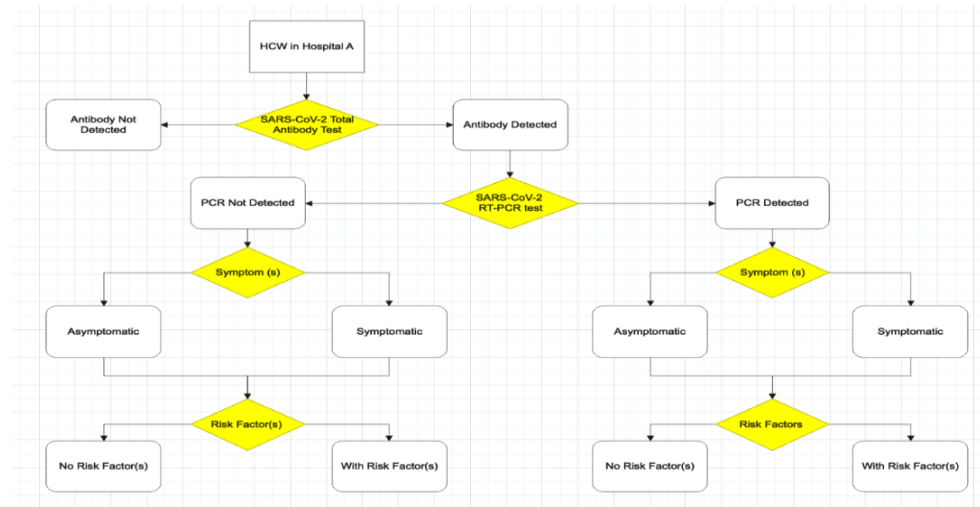 HCW in Hospital A
Antibody Not
Detected
SARS-CoV-2 Total
Antibody Test
Antibody Detected
PCR Not Detected
SARS-CoV-2
RT-PCR test
PCR Detected
Symptom (s)
Symptom (s)
Asymptomatic
Symptomatic
Asymptomatic
Symptomatic
Risk Factor(s)
Risk Factors
No Risk Factor(s)
With Risk Factor(s)
No Risk Factor(s)
With Risk Factor(s)